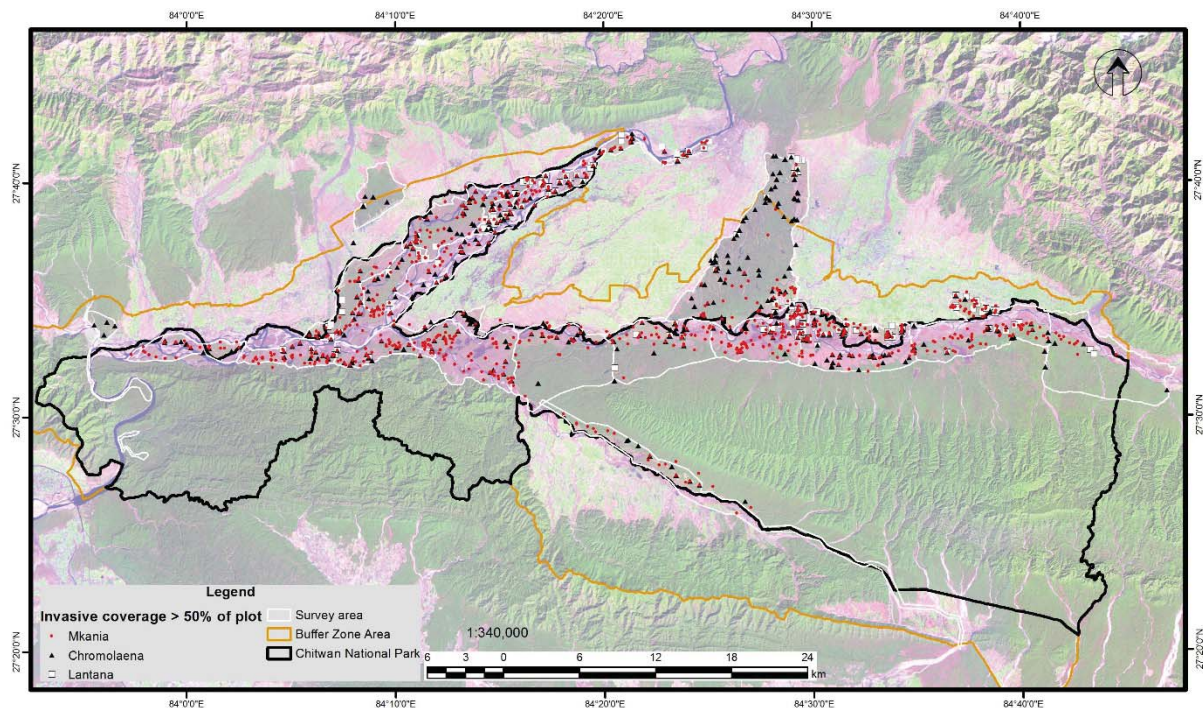 84°0'0"E 84°10'0"E 84°20'0"E 84°30'0"E 84°40'0"E
27°40'0"N 27°40'0"N
27°30'0"N 27°30'0"N
27°20'0"N 27°20'0"N
Legend
Invasive coverage > 50% of plot
Mkania
Chromolaena
Lantana
Survey area
Buffer Zone Area
Chitwan National Park
1:340,000
6 3 0 6 12 18 24
km
84°0'0"E 84°10'0"E 84°20'0"E 84°30'0"E 84°40'0"E